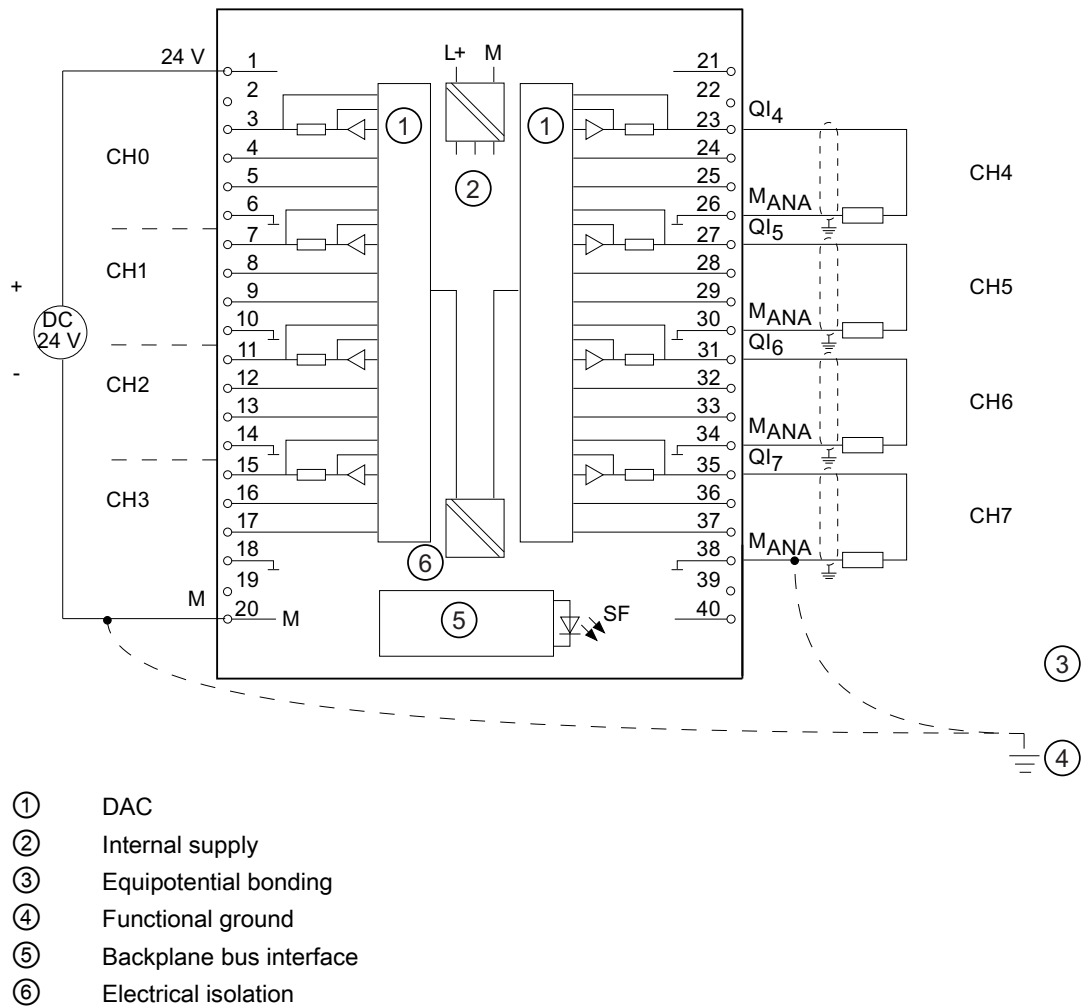 24 V
M
+
DC
24 V
-
CH0
CH1
CH2
CH3
1
2
3
4
5
6
7
8
9
10
11
12
13
14
15
16
17
18
19
20
M
L+ M
1
1
2
6
5
SF
21
22
23
24
25
26
27
28
29
30
31
32
33
34
35
36
37
38
39
40
QI4
MANA
QI5
MANA
QI6
MANA
QI7
MANA
CH4
CH5
CH6
CH7
3
4
① DAC
② Internal supply
③ Equipotential bonding
④ Functional ground
⑤ Backplane bus interface
⑥ Electrical isolation